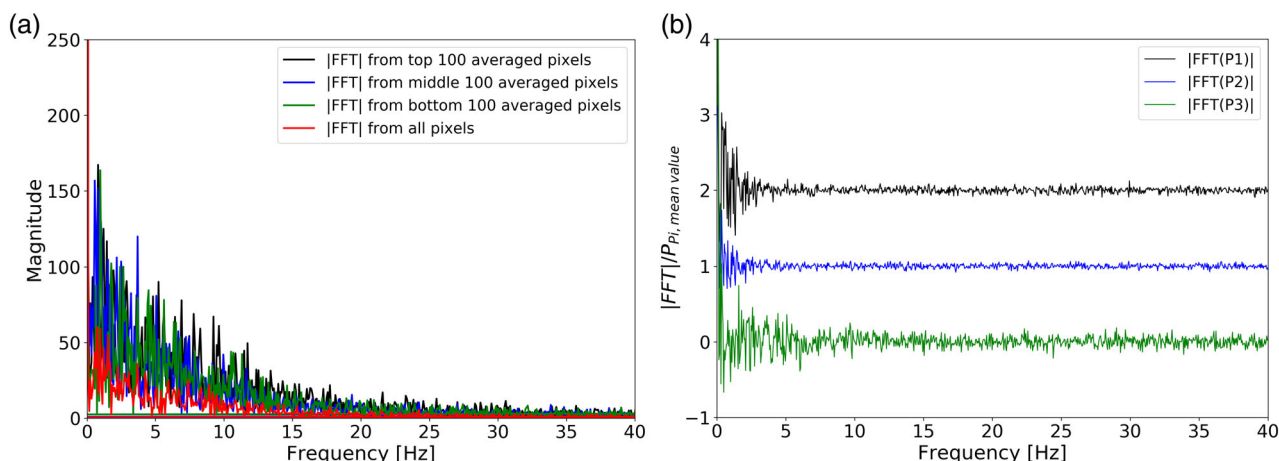 (a)
250
200
150
100
50
0
Magnitude
0 5 10 15 20 25 30 35 40
Frequency [Hz]
|FFT| from top 100 averaged pixels
|FFT| from middle 100 averaged pixels
|FFT| from bottom 100 averaged pixels
|FFT| from all pixels
(b)
4
3
2
1
0
−1
|FFT|/P_{Pi, mean value}
0 5 10 15 20 25 30 35 40
Frequency [Hz]
|FFT(P1)|
|FFT(P2)|
|FFT(P3)|